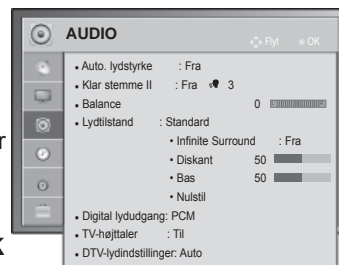 AUDIO
Flyt OK
• Auto. lydstyrke : Fra
• Klar stemme II : Fra 3
• Balance 0
• Lydtilstand : Standard
• Infinite Surround : Fra
• Diskant 50
• Bas 50
• Nulstil
• Digital lydudgang: PCM
• TV-højttaler : Til
• DTV-lydindstillinger: Auto
r
K